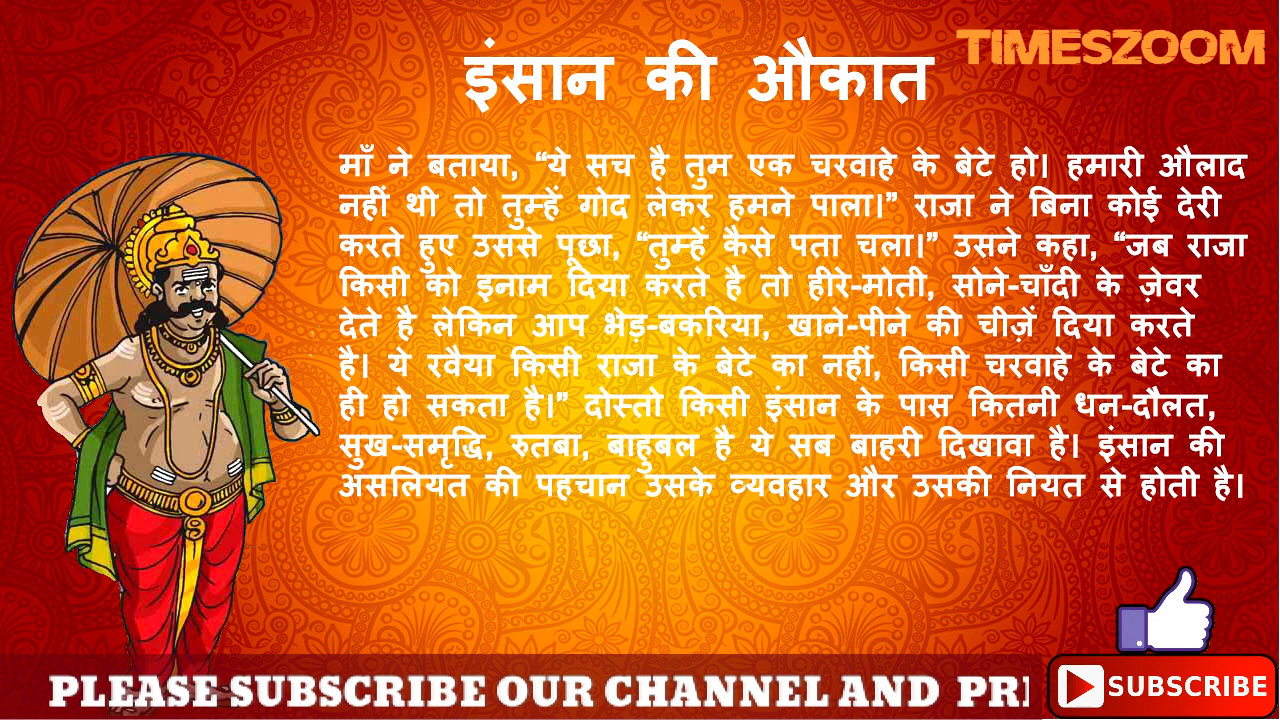 TIMESZOOM
इंसान की औकात
माँ ने बताया, “ये सच है तुम एक चरवाहे के बेटे हो। हमारी औलाद
नहीं थी तो तुम्हें गोद लेकर हमने पाला।” राजा ने बिना कोई देरी
करते हुए उससे पूछा, “तुम्हें कैसे पता चला।” उसने कहा, “जब राजा
किसी को इनाम दिया करते है तो हीरे-मोती, सोने-चाँदी के ज़ेवर
देते है लेकिन आप भेड़-बकरिया, खाने-पीने की चीज़ें दिया करते
है। ये रवैया किसी राजा के बेटे का नहीं, किसी चरवाहे के बेटे का
ही हो सकता है।” दोस्तो किसी इंसान के पास कितनी धन-दौलत,
सुख-समृद्धि, रुतबा, बाहुबल है ये सब बाहरी दिखावा है। इंसान की
असलियत की पहचान उसके व्यवहार और उसकी नियत से होती है।
PLEASE SUBSCRIBE OUR CHANNEL AND PRI
SUBSCRIBE